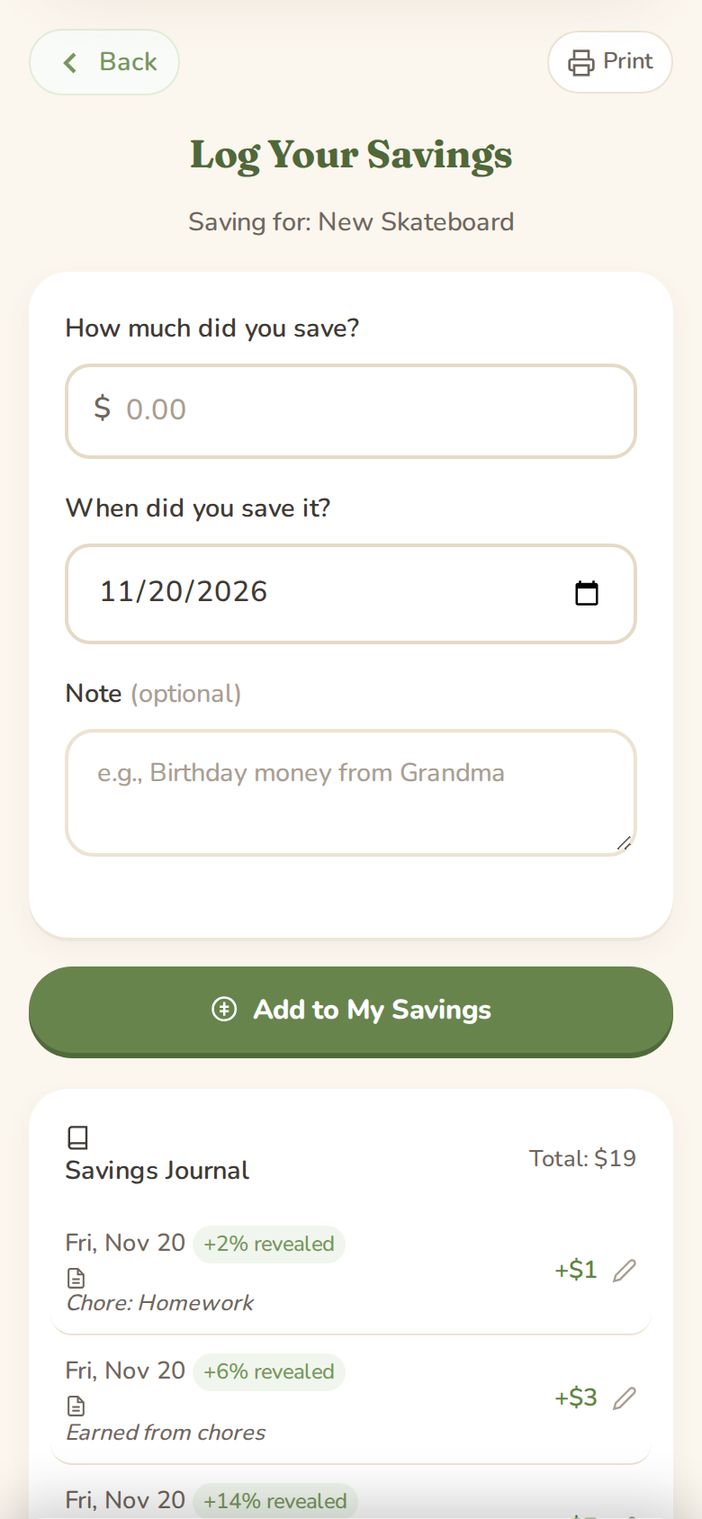 Back
Print
Log Your Savings
Saving for: New Skateboard
How much did you save?
$ 0.00
When did you save it?
11/20/2026
Note (optional)
e.g., Birthday money from Grandma
Add to My Savings
Savings Journal
Total: $19
Fri, Nov 20 +2% revealed
Chore: Homework
+$1
Fri, Nov 20 +6% revealed
Earned from chores
+$3
Fri, Nov 20 +14% revealed